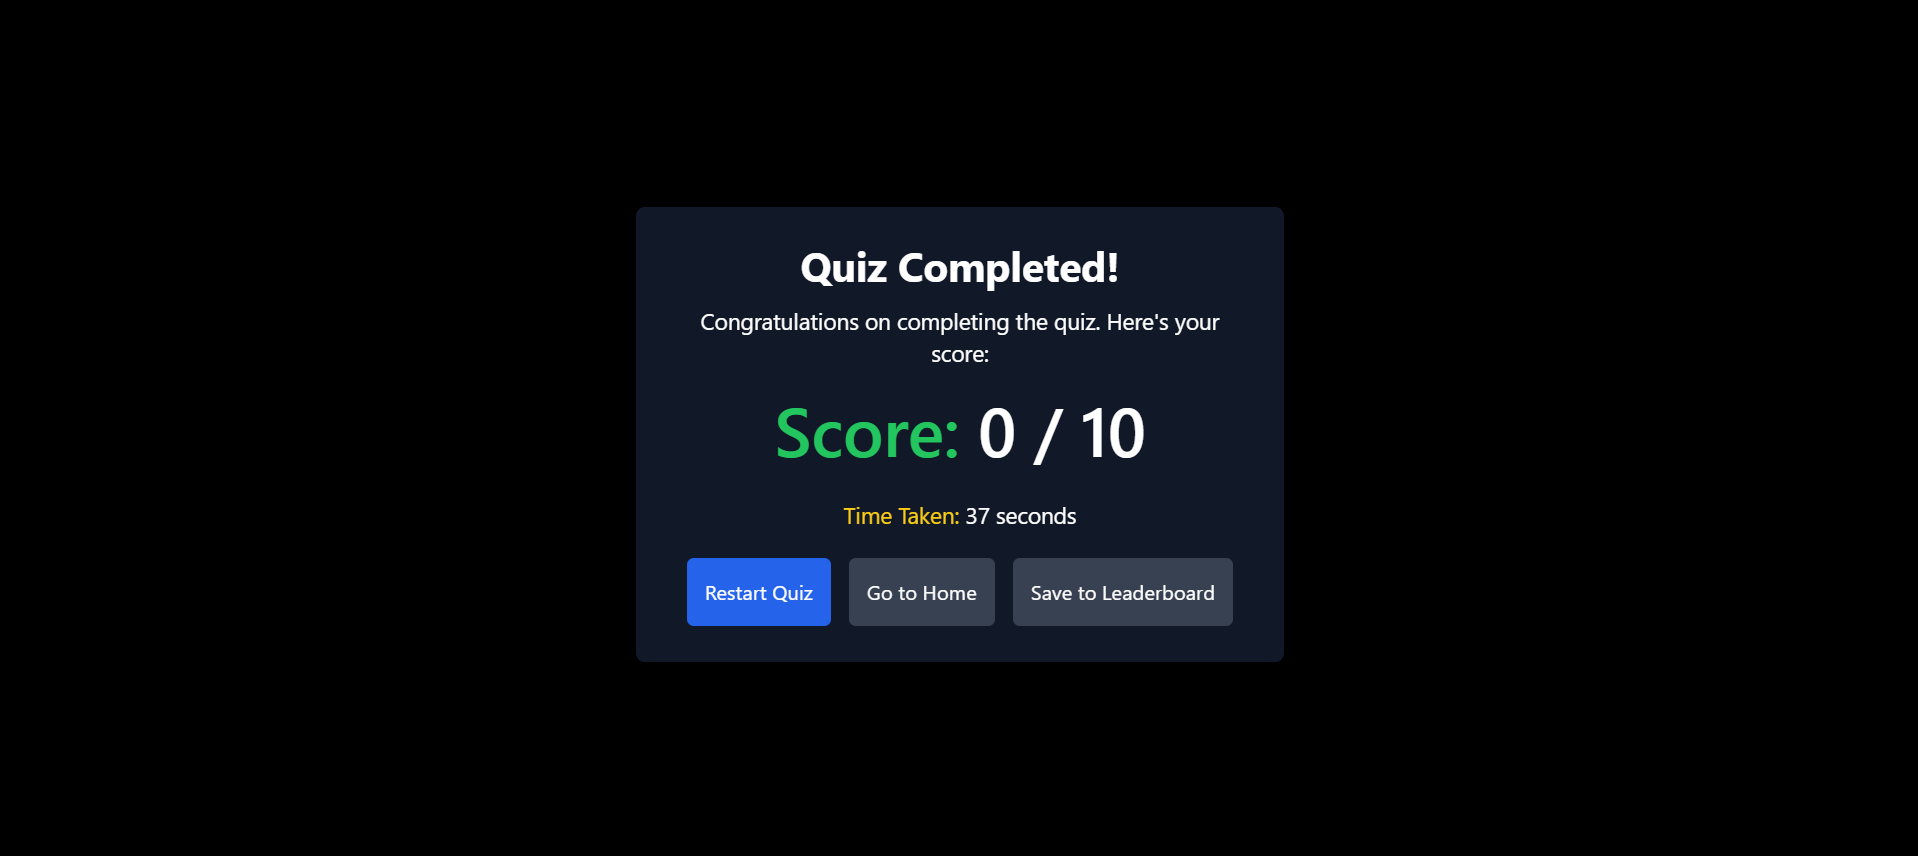 Quiz Completed!
Congratulations on completing the quiz. Here's your
score:
Score: 0 / 10
Time Taken: 37 seconds
Restart Quiz
Go to Home
Save to Leaderboard